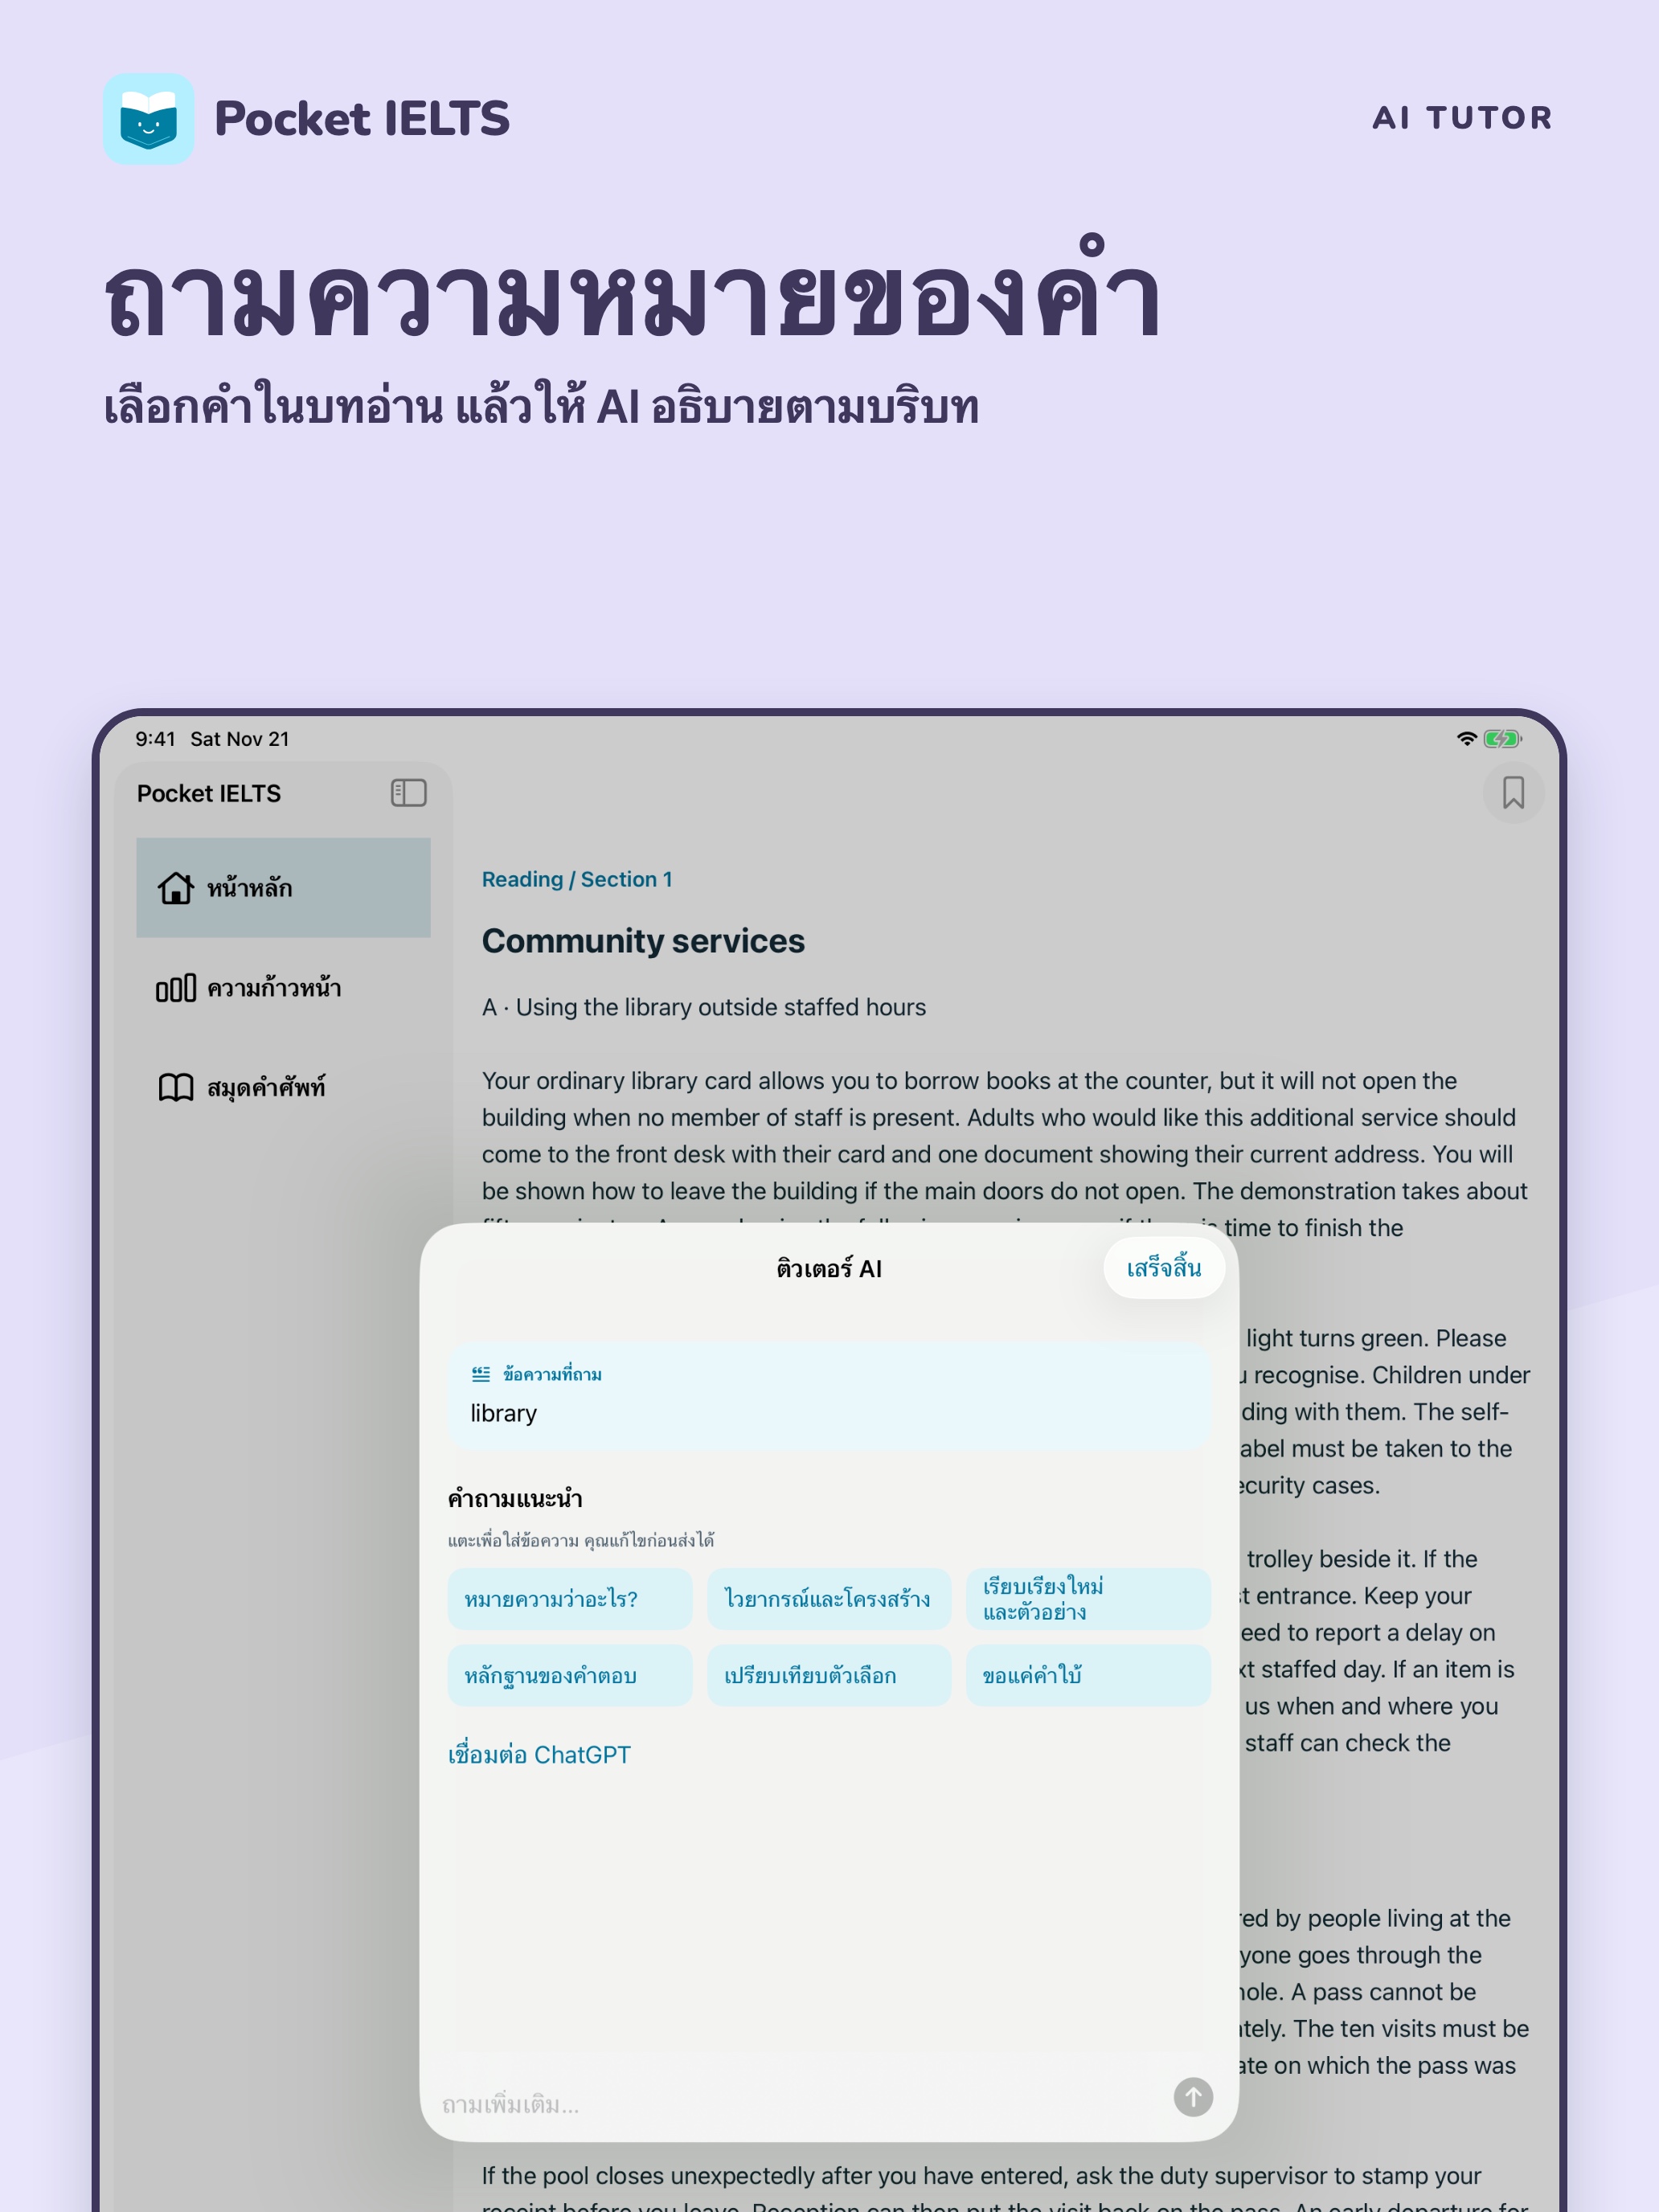 Pocket IELTS
AI TUTOR
ถามความหมายของคำ
เลือกคำในบทอ่าน แล้วให้ AI อธิบายตามบริบท
9:41 Sat Nov 21
Pocket IELTS
หน้าหลัก
ความก้าวหน้า
สมุดคำศัพท์
Reading / Section 1
Community services
A · Using the library outside staffed hours
Your ordinary library card allows you to borrow books at the counter, but it will not open the
building when no member of staff is present. Adults who would like this additional service should
come to the front desk with their card and one document showing their current address. You will
be shown how to leave the building if the main doors do not open. The demonstration takes about
time to finish the
ติวเตอร์ AI
เสร็จสิ้น
ข้อความที่ถาม
library
คำถามแนะนำ
แตะเพื่อใส่ข้อความ คุณแก้ไขก่อนส่งได้
หมายความว่าอะไร?
ไวยากรณ์และโครงสร้าง
เรียบเรียงใหม่
และตัวอย่าง
หลักฐานของคำตอบ
เปรียบเทียบตัวเลือก
ขอแค่คำใบ้
เชื่อมต่อ ChatGPT
ถามเพิ่มเติม...
light turns green. Please
recognise. Children under
with them. The self-
must be taken to the
cases.
trolley beside it. If the
entrance. Keep your
to report a delay on
staffed day. If an item is
us when and where you
staff can check the
by people living at the
goes through the
A pass cannot be
The ten visits must be
on which the pass was
If the pool closes unexpectedly after you have entered, ask the duty supervisor to stamp your
receipt before you leave. Reception can then put the visit back on the pass. An early departure for